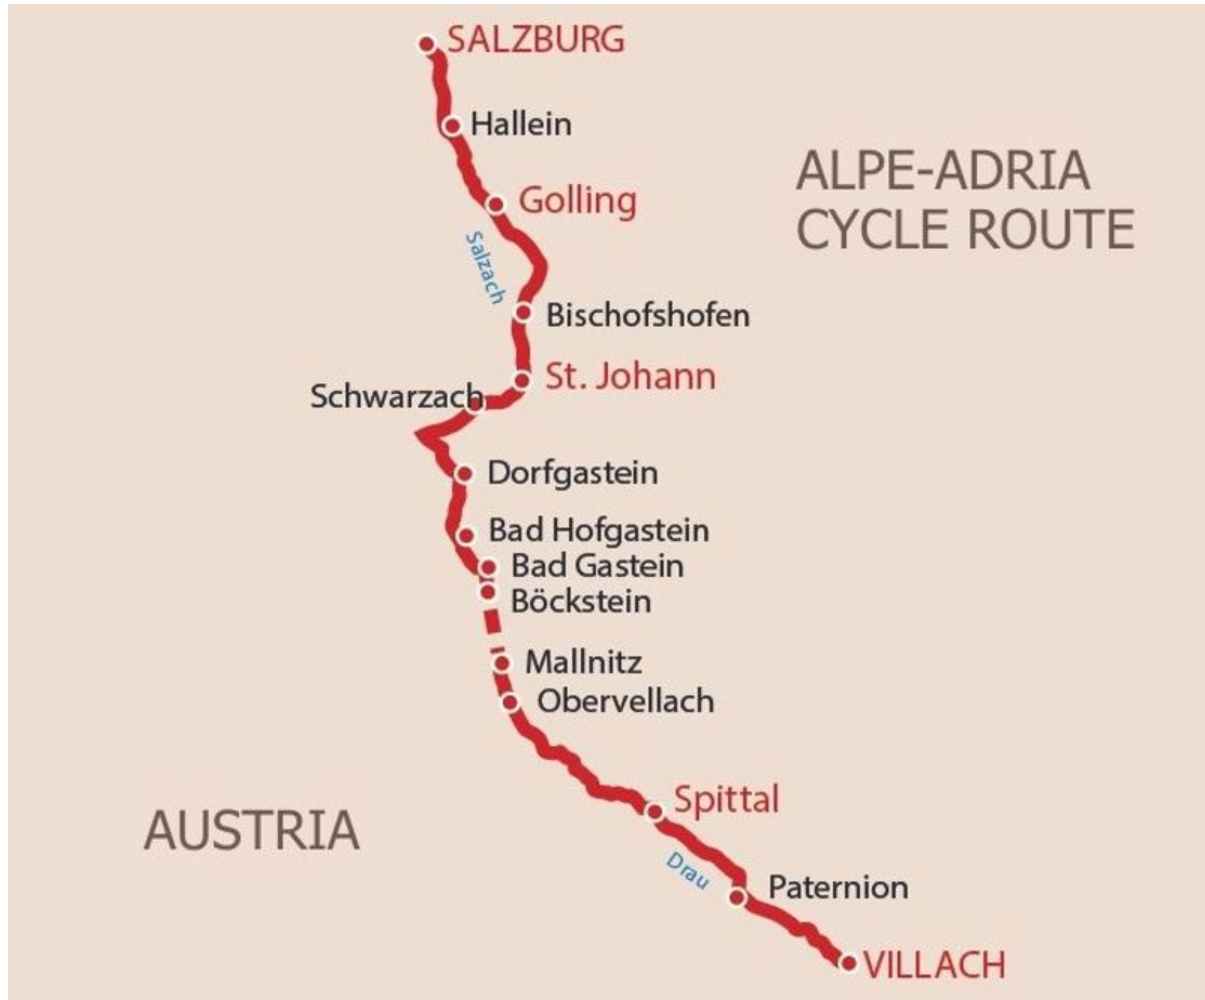 SALZBURG
Hallein
ALPE-ADRIA
CYCLE ROUTE
Golling
Salzach
Bischofshofen
St. Johann
Schwarzach
Dorfgastein
Bad Hofgastein
Bad Gastein
Böckstein
Mallnitz
Obervellach
Spittal
AUSTRIA
Drau
Paternion
VILLACH